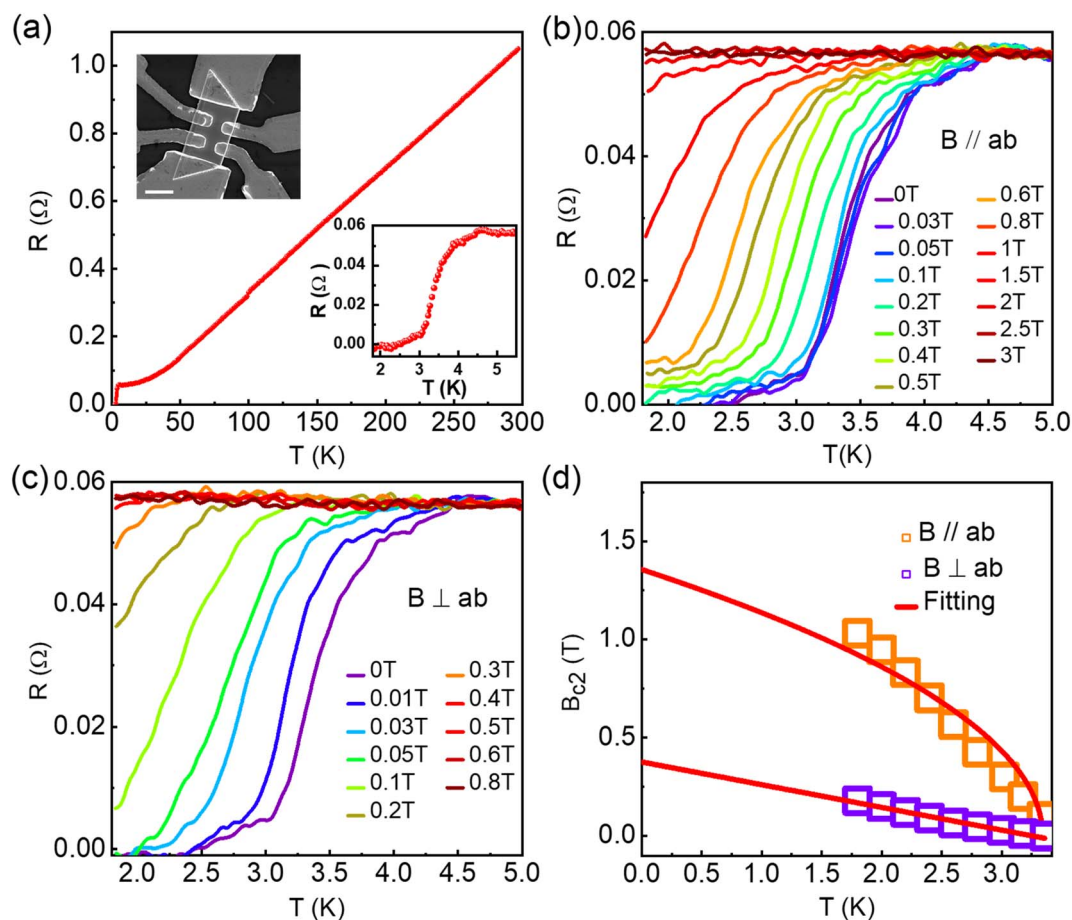 (a)
1.0
0.8
0.6
0.4
0.2
0.0
R (Ω)
0 50 100 150 200 250 300
T (K)
0.06
0.04
0.02
0.00
R (Ω)
2 3 4 5
T (K)
(b)
0.06
0.04
0.02
0.00
R (Ω)
B // ab
0T
0.03T
0.05T
0.1T
0.2T
0.3T
0.4T
0.5T
0.6T
0.8T
1T
1.5T
2T
2.5T
3T
2.0 2.5 3.0 3.5 4.0 4.5 5.0
T(K)
(c)
0.06
0.04
0.02
0.00
R (Ω)
B ⊥ ab
0T
0.01T
0.03T
0.05T
0.1T
0.2T
0.3T
0.4T
0.5T
0.6T
0.8T
2.0 2.5 3.0 3.5 4.0 4.5 5.0
T (K)
(d)
1.5
1.0
0.5
0.0
Bc2 (T)
B // ab
B ⊥ ab
Fitting
0.0 0.5 1.0 1.5 2.0 2.5 3.0
T (K)